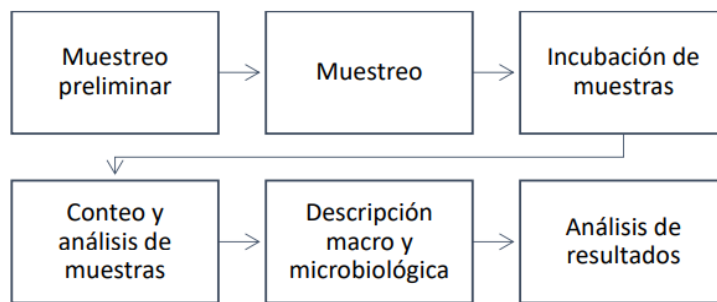 Muestreo
preliminar
Muestreo
Incubación de
muestras
Conteo y
análisis de
muestras
Descripción
macro y
microbiológica
Análisis de
resultados